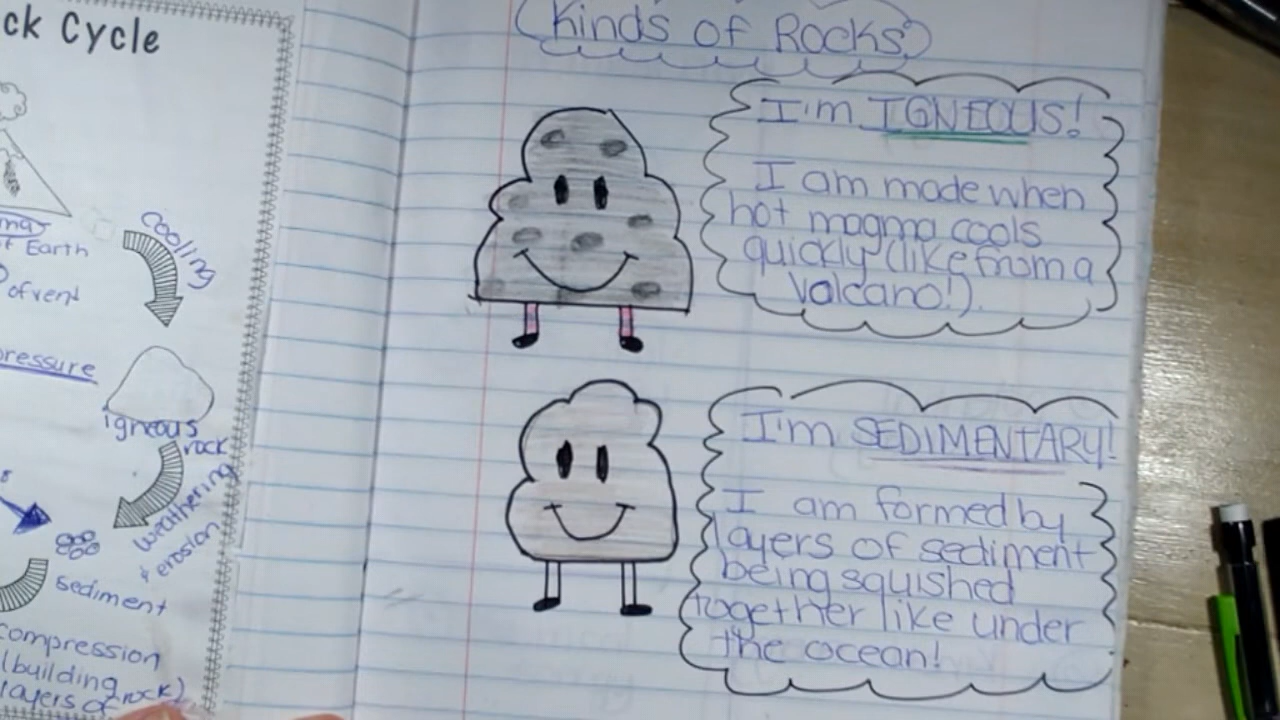 ck Cycle
Earth
of vent
cooling
ressure
igneous
rock
weathering
& erosion
sediment
compression
(building
layers of rock)
(Kinds of Rocks)
I'm IGNEOUS!
I am made when
hot magma cools
quickly (like from a
volcano!).
I'm SEDIMENTARY!
I am formed by
layers of sediment
being squished
together like under
the ocean!